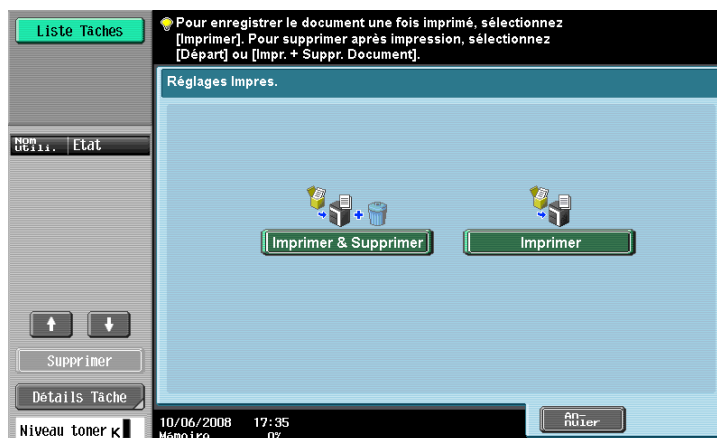 Liste Tâches
Pour enregistrer le document une fois imprimé, sélectionnez
[Imprimer]. Pour supprimer après impression, sélectionnez
[Départ] ou [Impr. + Suppr. Document].
Réglages Impres.
Nom
utili.
Etat
Imprimer & Supprimer
Imprimer
Supprimer
Détails Tâche
Niveau toner K
10/06/2008 17:35
Mémoire 0%
An-
nuler